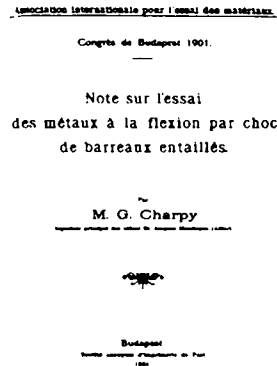 Association internationale pour l'essai des matériaux.
Congrès de Budapest 1901.
Note sur l'essai
des métaux à la flexion par choc
de barreaux entaillés.
Par
M. G. Charpy
Budapest
1901